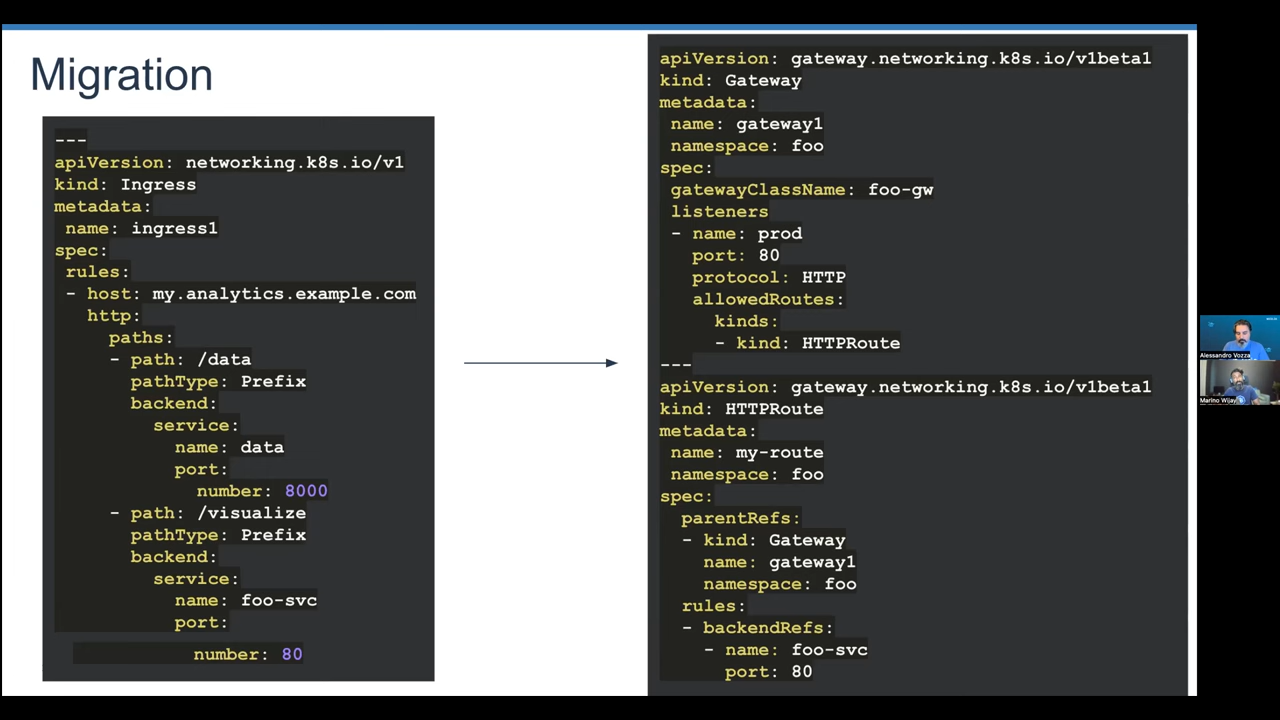 Migration
---
apiVersion: networking.k8s.io/v1
kind: Ingress
metadata:
 name: ingress1
spec:
 rules:
 - host: my.analytics.example.com
   http:
     paths:
     - path: /data
       pathType: Prefix
       backend:
         service:
           name: data
           port:
             number: 8000
     - path: /visualize
       pathType: Prefix
       backend:
         service:
           name: foo-svc
           port:
             number: 80
apiVersion: gateway.networking.k8s.io/v1beta1
kind: Gateway
metadata:
 name: gateway1
 namespace: foo
spec:
 gatewayClassName: foo-gw
 listeners
 - name: prod
   port: 80
   protocol: HTTP
   allowedRoutes:
     kinds:
     - kind: HTTPRoute
---
apiVersion: gateway.networking.k8s.io/v1beta1
kind: HTTPRoute
metadata:
 name: my-route
 namespace: foo
spec:
  parentRefs:
  - kind: Gateway
    name: gateway1
    namespace: foo
  rules:
  - backendRefs:
    - name: foo-svc
      port: 80
Alessandro Vozza
Marino Wijay